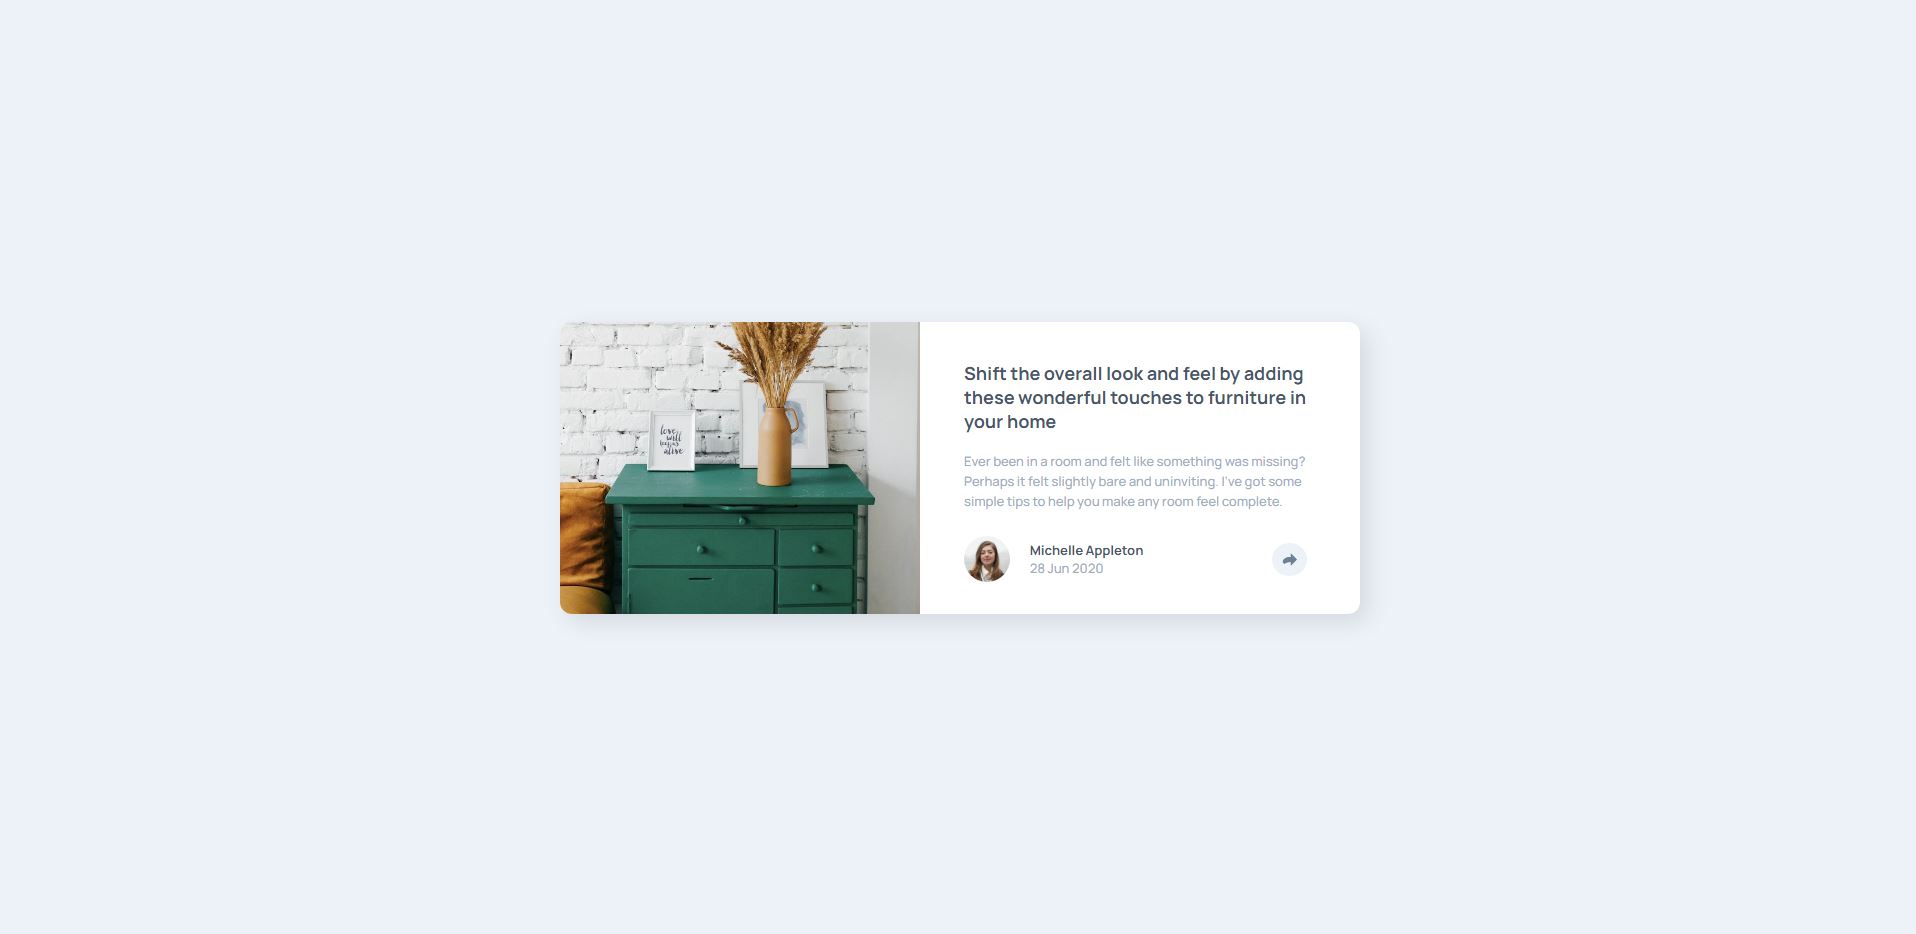 love
will
keep us
alive
Shift the overall look and feel by adding
these wonderful touches to furniture in
your home
Ever been in a room and felt like something was missing?
Perhaps it felt slightly bare and uninviting. I've got some
simple tips to help you make any room feel complete.
Michelle Appleton
28 Jun 2020